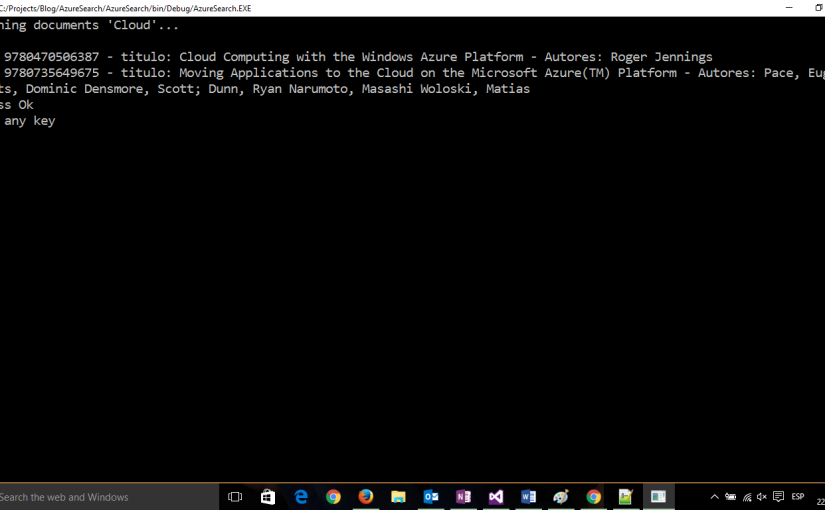 C:/Projects/Blog/AzureSearch/AzureSearch/bin/Debug/AzureSearch.EXE
ning documents 'Cloud'...
9780470506387 - titulo: Cloud Computing with the Windows Azure Platform - Autores: Roger Jennings
9780735649675 - titulo: Moving Applications to the Cloud on the Microsoft Azure(TM) Platform - Autores: Pace, Eug
ts, Dominic Densmore, Scott; Dunn, Ryan Narumoto, Masashi Woloski, Matias
ss Ok
any key
Search the web and Windows
ESP
22